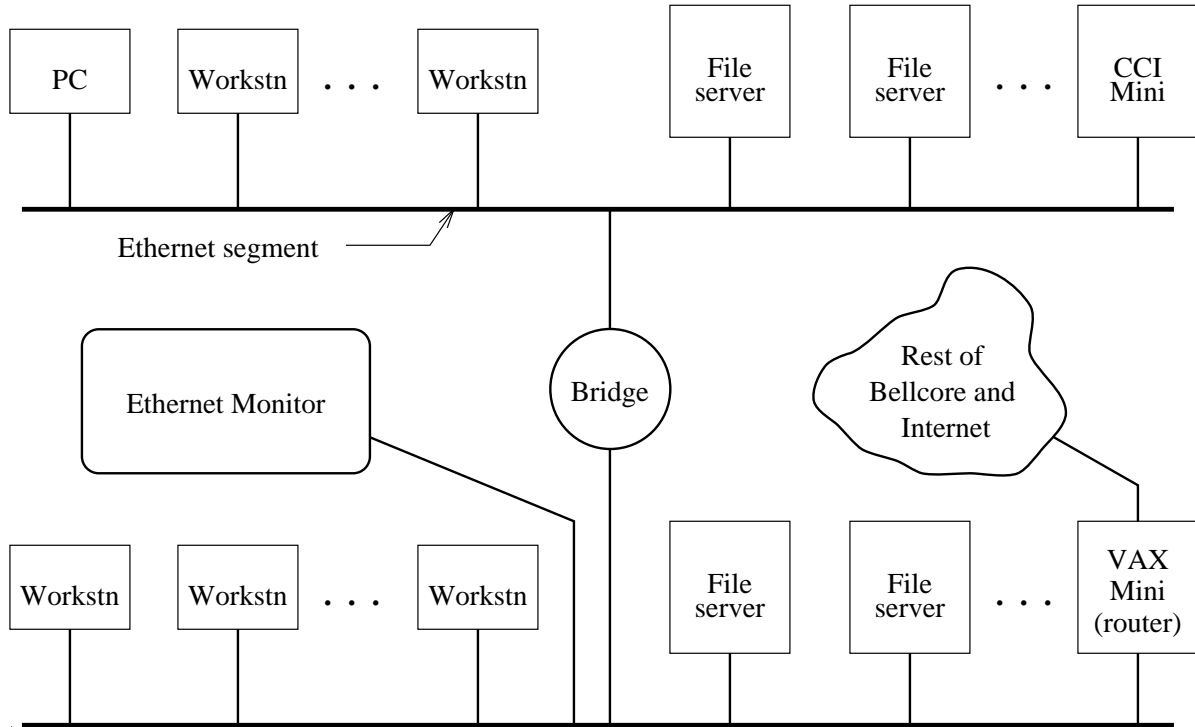 PC
Workstn
. . .
Workstn
File
server
File
server
. . .
CCI
Mini
Ethernet segment
Ethernet Monitor
Bridge
Rest of
Bellcore and
Internet
Workstn
Workstn
. . .
Workstn
File
server
File
server
. . .
VAX
Mini
(router)